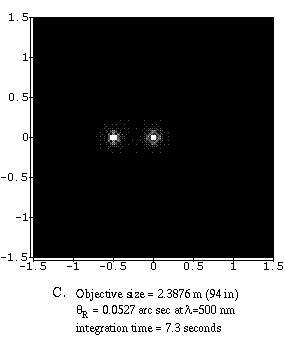 1.5
1
0.5
0
-0.5
-1
-1.5
-1.5 -1 -0.5 0 0.5 1 1.5
C. Objective size = 2.3876 m (94 in)
θR = 0.0527 arc sec at λ=500 nm
integration time = 7.3 seconds